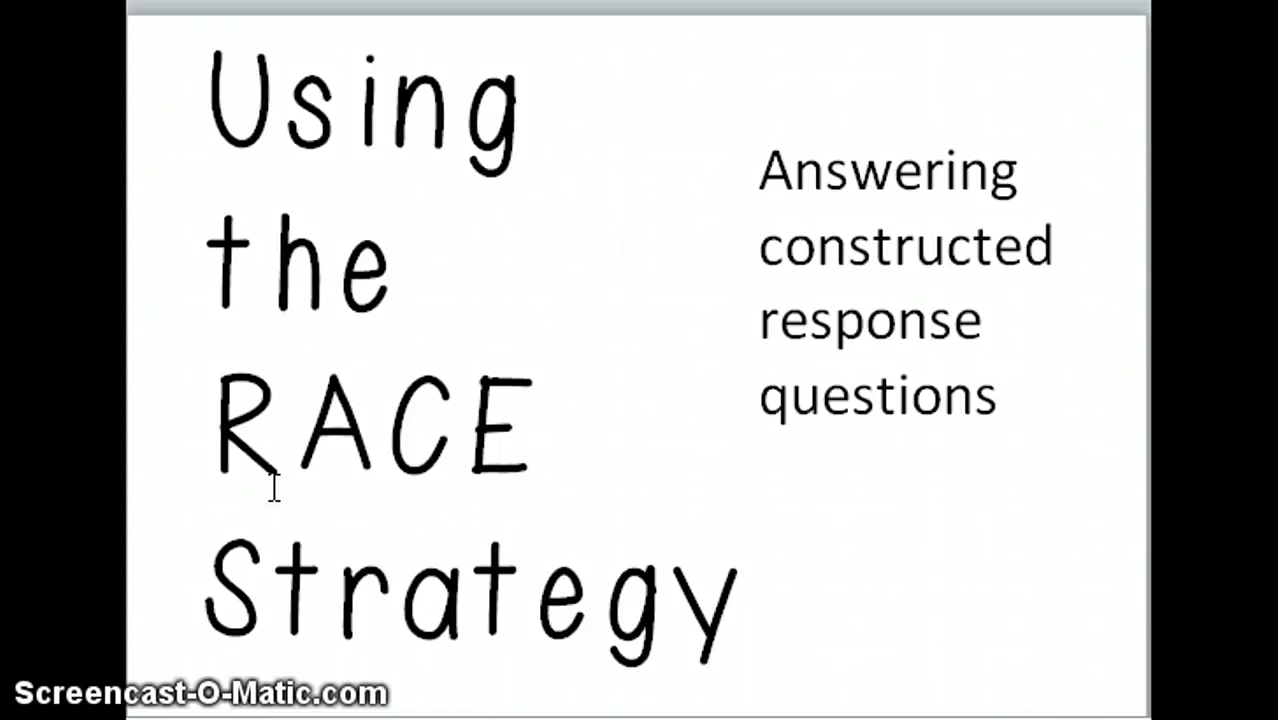 Using
the
RACE
Strategy
Answering
constructed
response
questions
Screencast-O-Matic.com